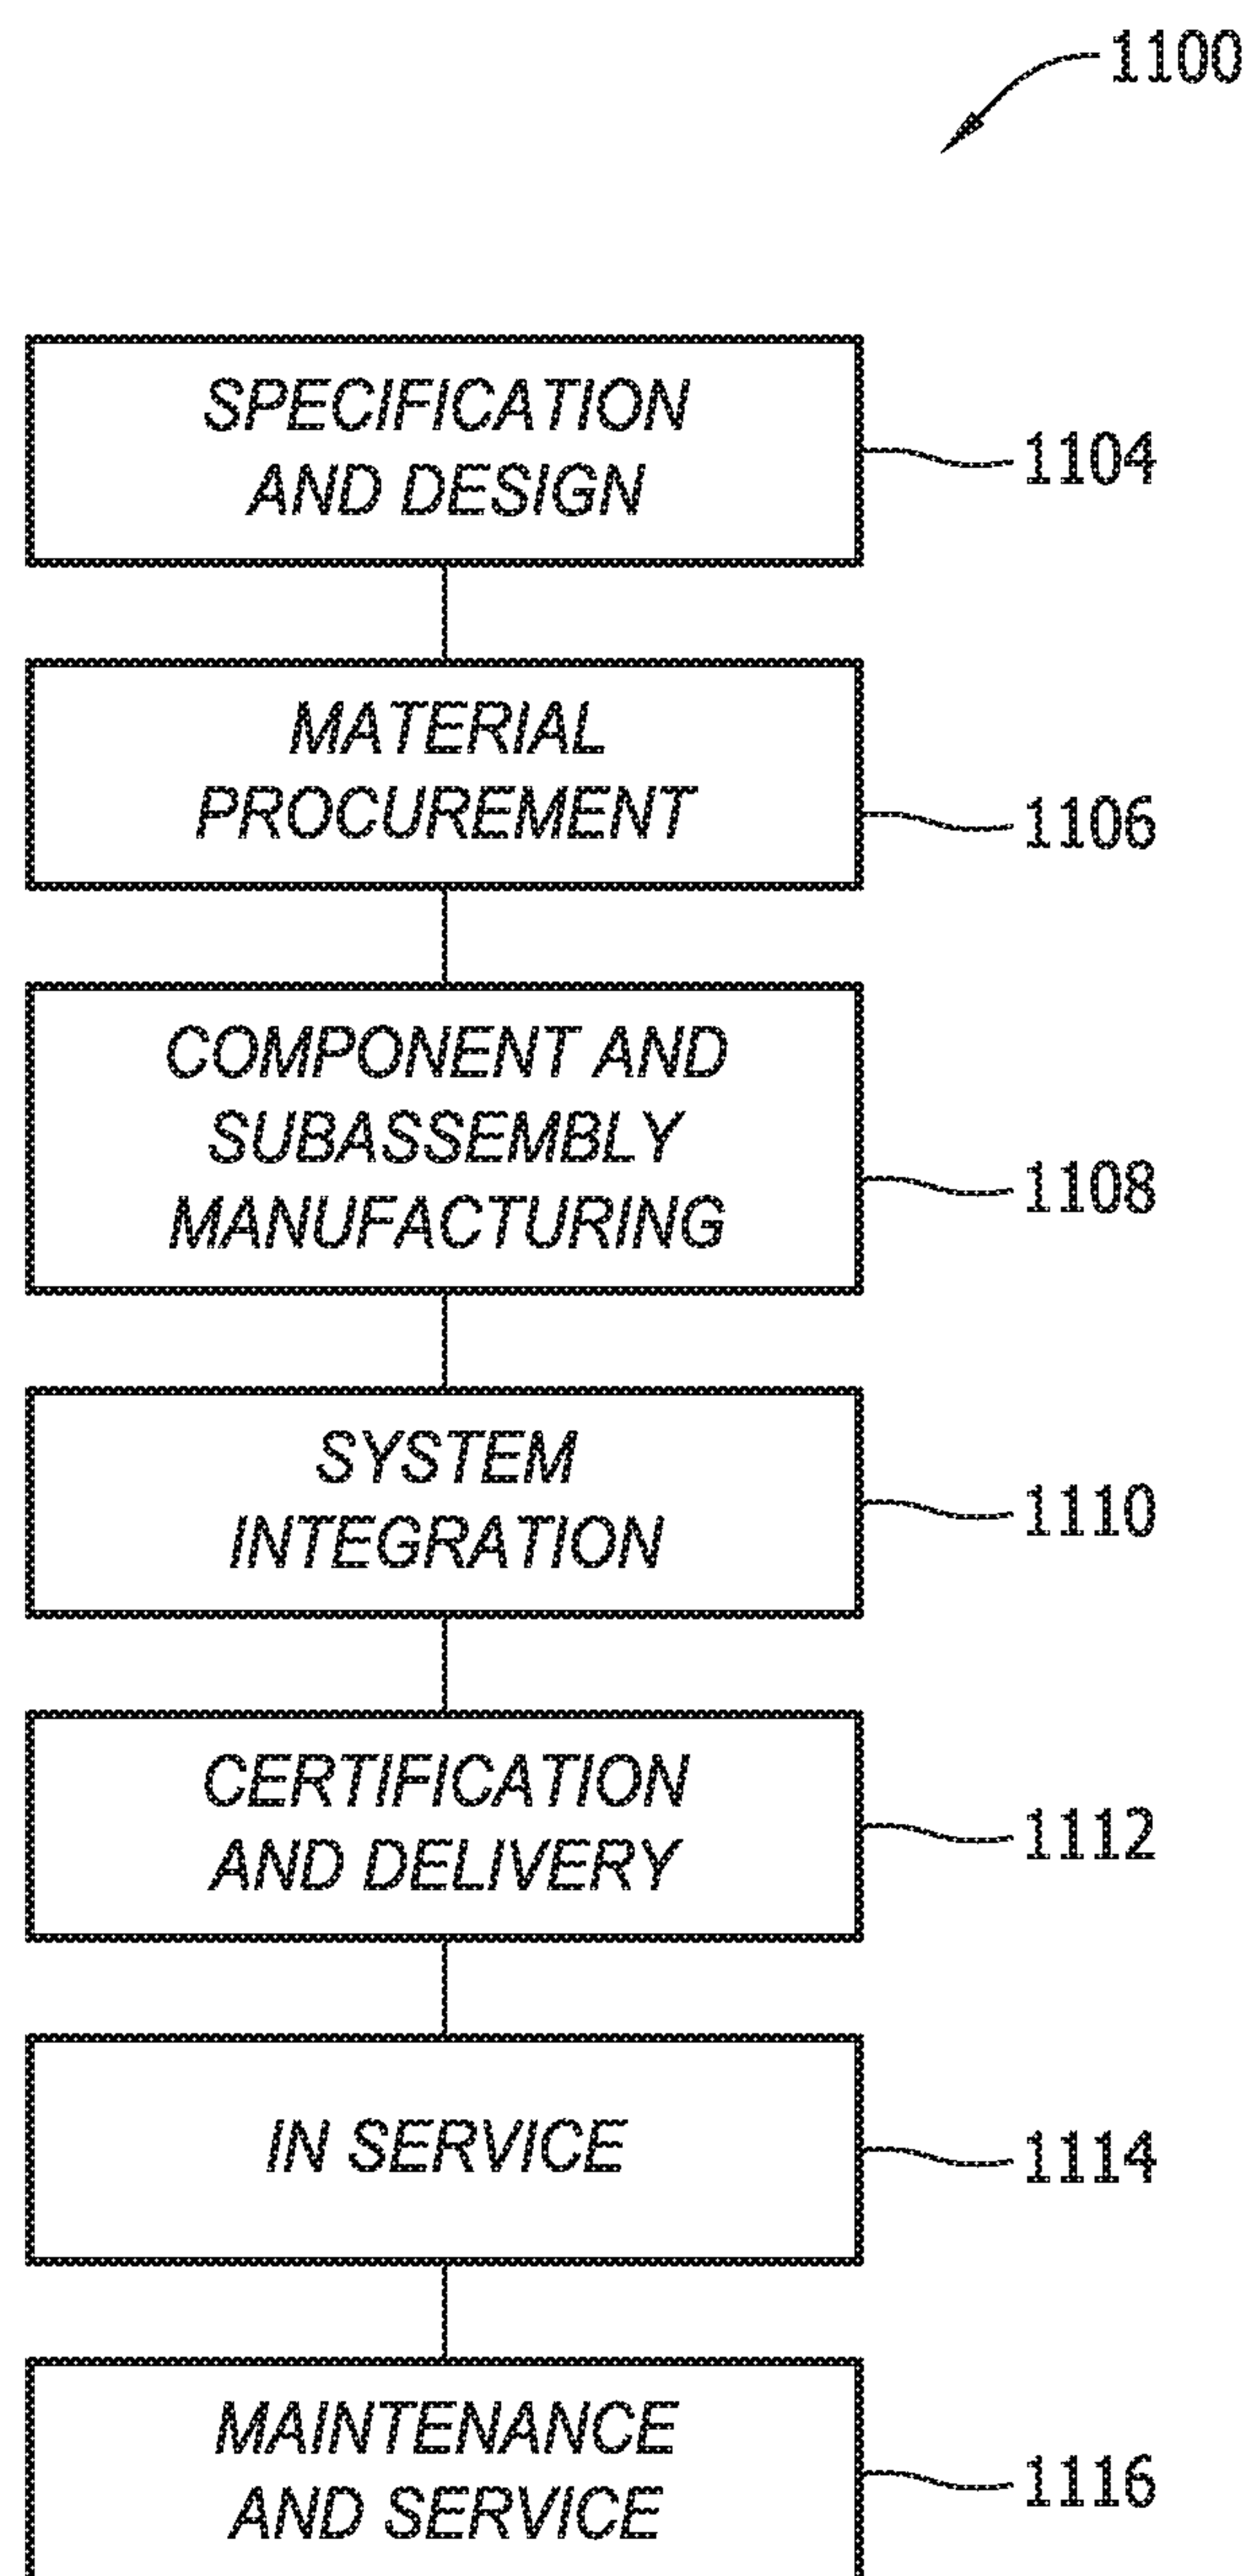 1100
SPECIFICATION
AND DESIGN
1104
MATERIAL
PROCUREMENT
1106
COMPONENT AND
SUBASSEMBLY
MANUFACTURING
1108
SYSTEM
INTEGRATION
1110
CERTIFICATION
AND DELIVERY
1112
IN SERVICE
1114
MAINTENANCE
AND SERVICE
1116